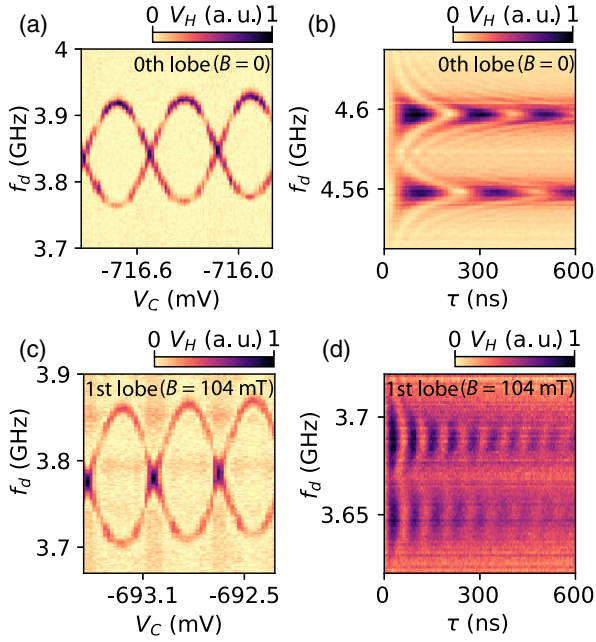 (a)
0 V_H (a. u.) 1
0th lobe (B = 0)
4
3.9
3.8
3.7
f_d (GHz)
-716.6
-716.0
V_C (mV)
(b)
0 V_H (a. u.) 1
0th lobe (B = 0)
4.6
4.56
f_d (GHz)
0
300
600
τ (ns)
(c)
0 V_H (a. u.) 1
1st lobe (B = 104 mT)
3.9
3.8
3.7
f_d (GHz)
-693.1
-692.5
V_C (mV)
(d)
0 V_H (a. u.) 1
1st lobe (B = 104 mT)
3.7
3.65
f_d (GHz)
0
300
600
τ (ns)